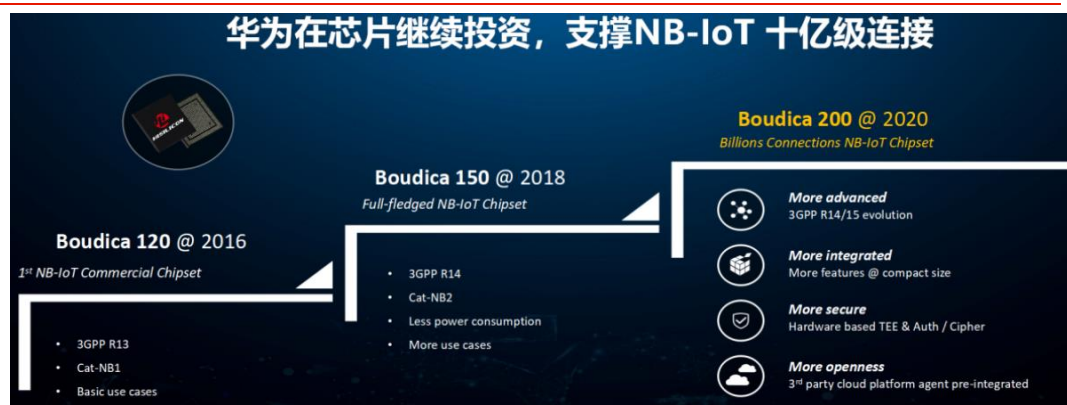 华为在芯片继续投资，支撑NB-IoT 十亿级连接
HISILICON
Boudica 120 @ 2016
1st NB-IoT Commercial Chipset
• 3GPP R13
• Cat-NB1
• Basic use cases
Boudica 150 @ 2018
Full-fledged NB-IoT Chipset
• 3GPP R14
• Cat-NB2
• Less power consumption
• More use cases
Boudica 200 @ 2020
Billions Connections NB-IoT Chipset
More advanced
3GPP R14/15 evolution
More integrated
More features @ compact size
More secure
Hardware based TEE & Auth / Cipher
More openness
3rd party cloud platform agent pre-integrated